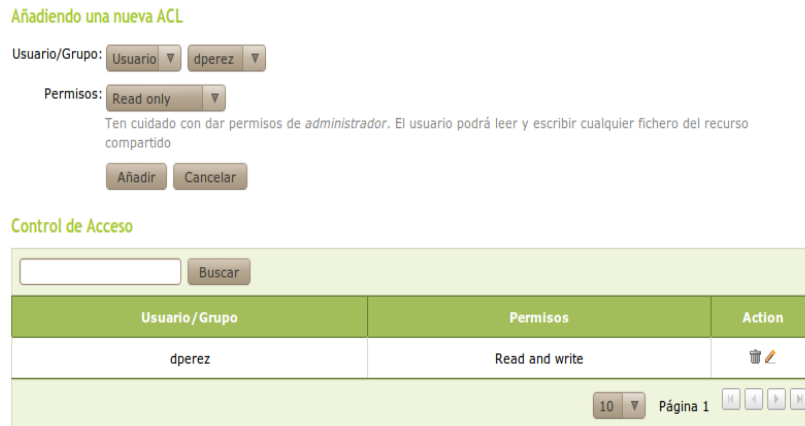 Añadiendo una nueva ACL
Usuario/Grupo: Usuario dperez
Permisos: Read only
Ten cuidado con dar permisos de administrador. El usuario podrá leer y escribir cualquier fichero del recurso
compartido
Añadir Cancelar
Control de Acceso
Buscar
Usuario/Grupo Permisos Action
dperez Read and write
10 Página 1